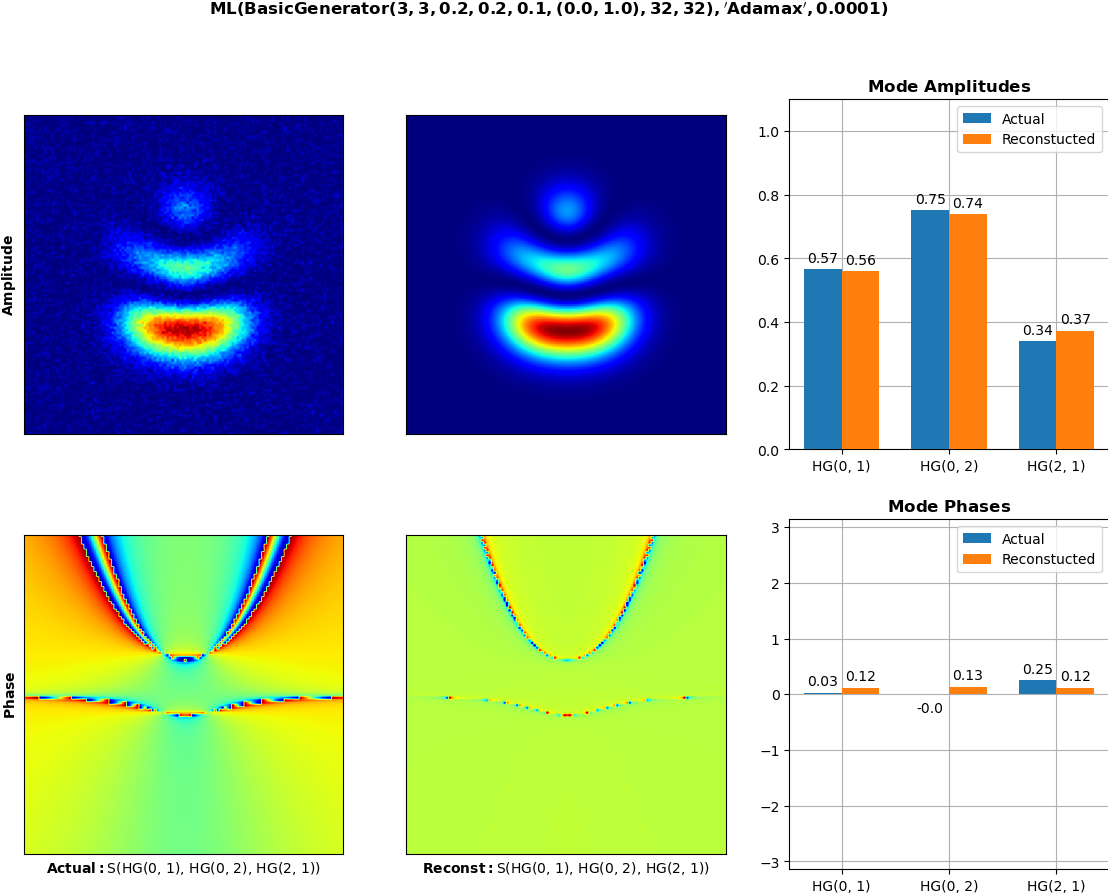 ML(BasicGenerator(3, 3, 0.2, 0.2, 0.1, (0.0, 1.0), 32, 32), ′Adamax′, 0.0001)
Amplitude
Mode Amplitudes
Actual
Reconstucted
1.0
0.8
0.6
0.4
0.2
0.0
0.57
0.56
0.75
0.74
0.34
0.37
HG(0, 1)
HG(0, 2)
HG(2, 1)
Phase
Actual: S(HG(0, 1), HG(0, 2), HG(2, 1))
Reconst: S(HG(0, 1), HG(0, 2), HG(2, 1))
Mode Phases
Actual
Reconstucted
3
2
1
0
−1
−2
−3
0.03
0.12
-0.0
0.13
0.25
0.12
HG(0, 1)
HG(0, 2)
HG(2, 1)